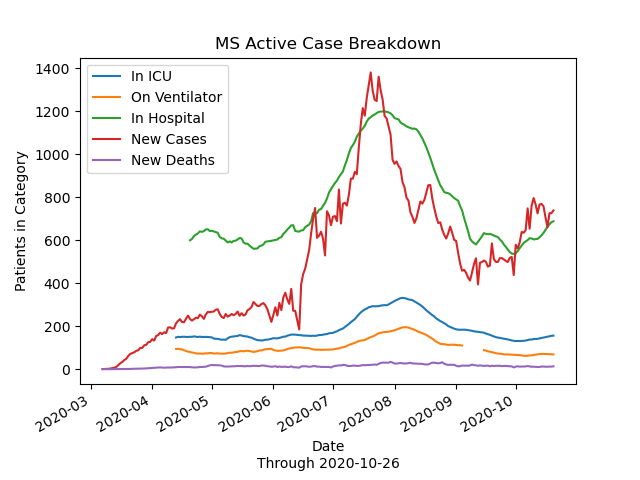 MS Active Case Breakdown
In ICU
On Ventilator
In Hospital
New Cases
New Deaths
Patients in Category
1400
1200
1000
800
600
400
200
0
2020-03
2020-04
2020-05
2020-06
2020-07
2020-08
2020-09
2020-10
Date
Through 2020-10-26